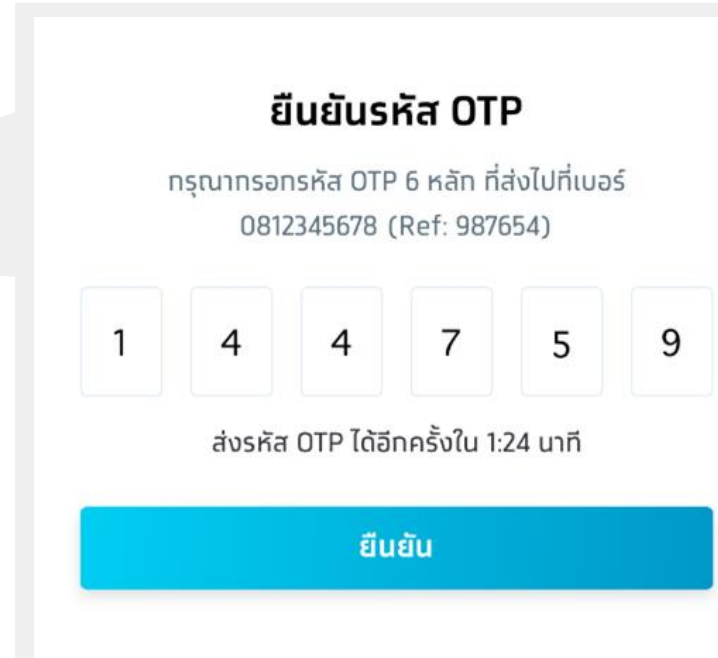 ยืนยันรหัส OTP
กรุณากรอกรหัส OTP 6 หลัก ที่ส่งไปที่เบอร์
0812345678 (Ref: 987654)
1 4 4 7 5 9
ส่งรหัส OTP ได้อีกครั้งใน 1:24 นาที
ยืนยัน